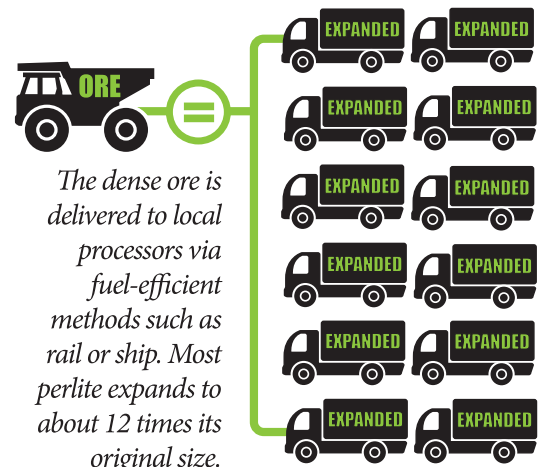 ORE
=
EXPANDED EXPANDED
EXPANDED EXPANDED
EXPANDED EXPANDED
EXPANDED EXPANDED
EXPANDED EXPANDED
EXPANDED EXPANDED
The dense ore is
delivered to local
processors via
fuel-efficient
methods such as
rail or ship. Most
perlite expands to
about 12 times its
original size.